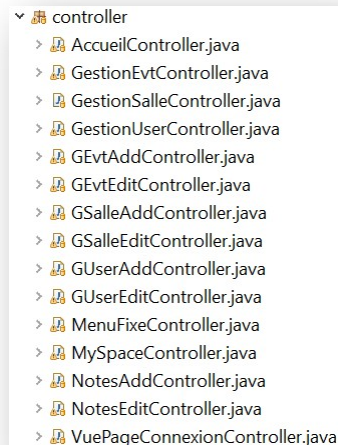 controller
AccueilController.java
GestionEvtController.java
GestionSalleController.java
GestionUserController.java
GEvtAddController.java
GEvtEditController.java
GSalleAddController.java
GSalleEditController.java
GUserAddController.java
GUserEditController.java
MenuFixeController.java
MySpaceController.java
NotesAddController.java
NotesEditController.java
VuePageConnexionController.java